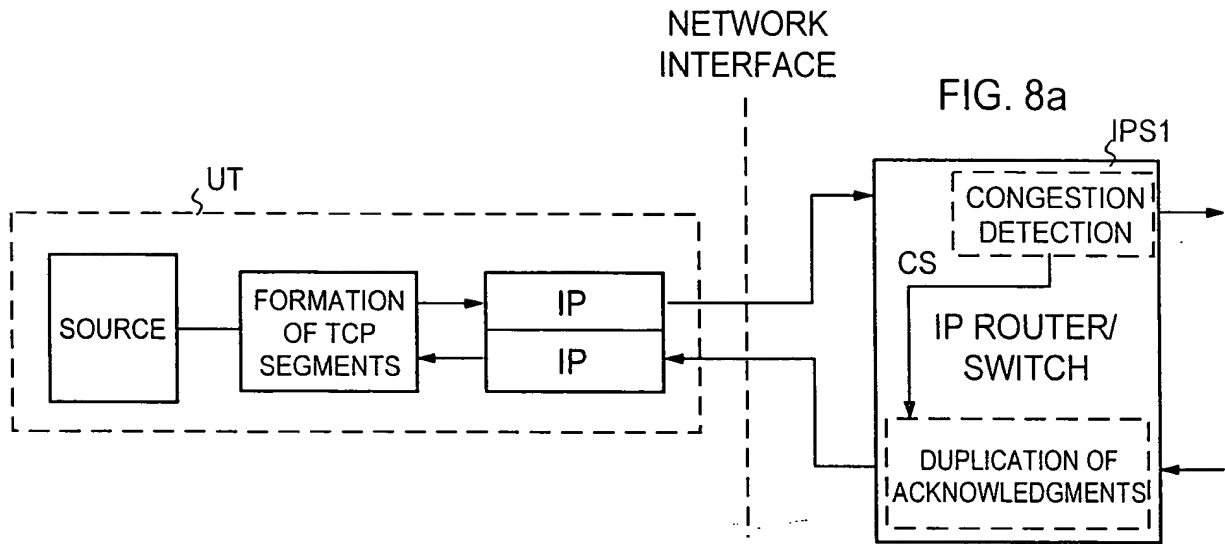 NETWORK
INTERFACE
FIG. 8a
IPS1
UT
CONGESTION
DETECTION
CS
SOURCE
FORMATION
OF TCP
SEGMENTS
IP
IP
IP ROUTER/
SWITCH
DUPLICATION OF
ACKNOWLEDGMENTS